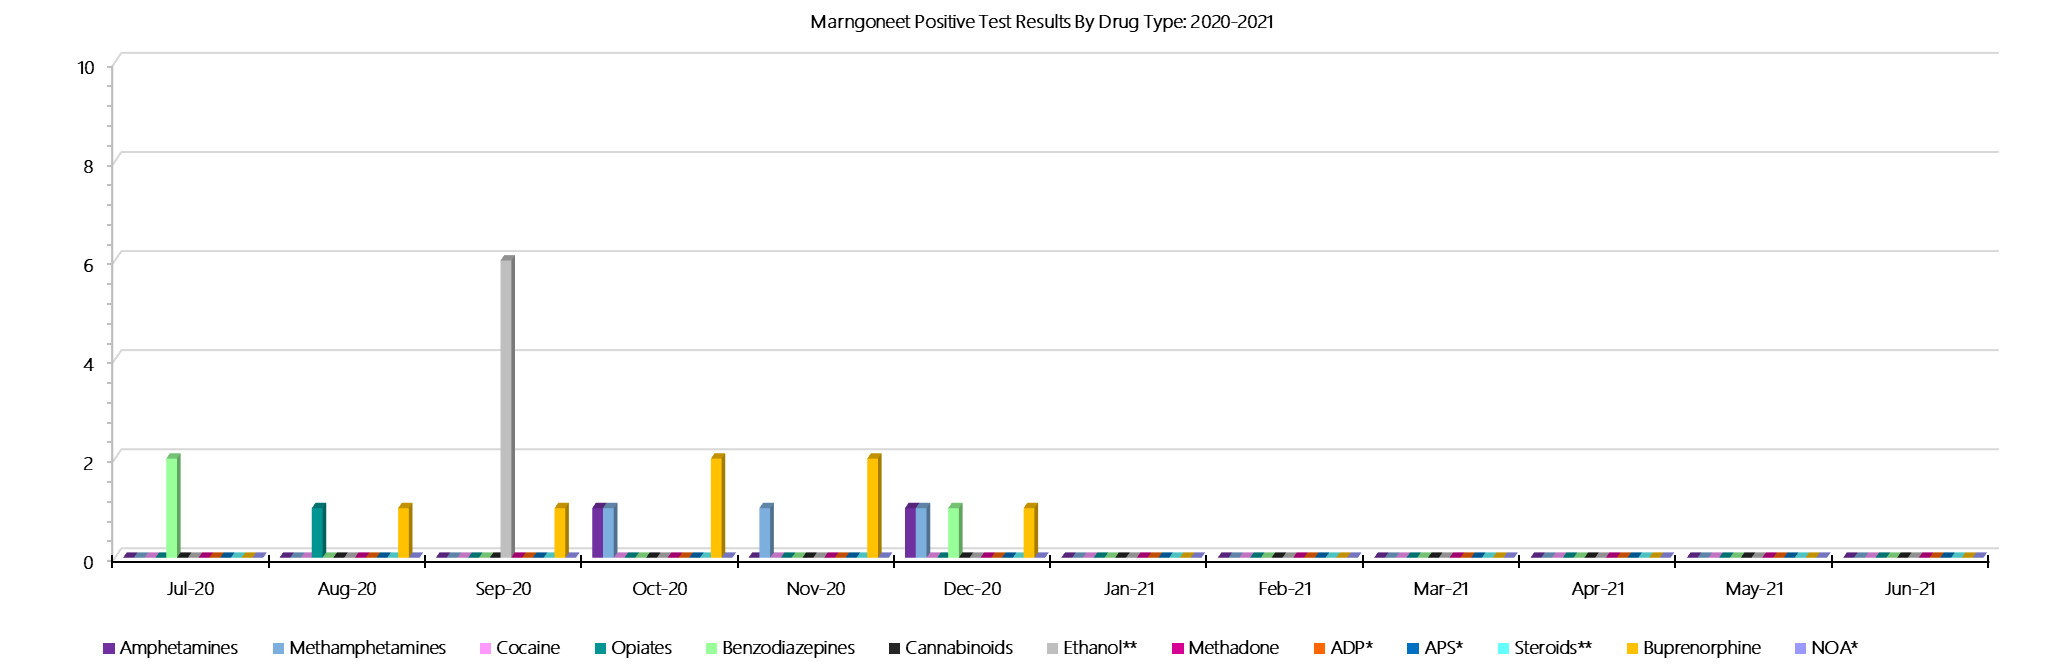 Marngoneet Positive Test Results By Drug Type: 2020-2021
10
8
6
4
2
0
Jul-20 Aug-20 Sep-20 Oct-20 Nov-20 Dec-20 Jan-21 Feb-21 Mar-21 Apr-21 May-21 Jun-21
Amphetamines Methamphetamines Cocaine Opiates Benzodiazepines Cannabinoids Ethanol** Methadone ADP* APS* Steroids** Buprenorphine NOA*